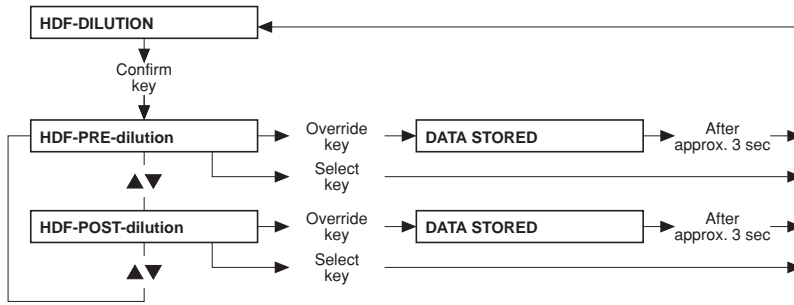 HDF-DILUTION
Confirm
key
HDF-PRE-dilution
Override
key
DATA STORED
After
approx. 3 sec
Select
key
▲▼
HDF-POST-dilution
Override
key
DATA STORED
After
approx. 3 sec
Select
key
▲▼